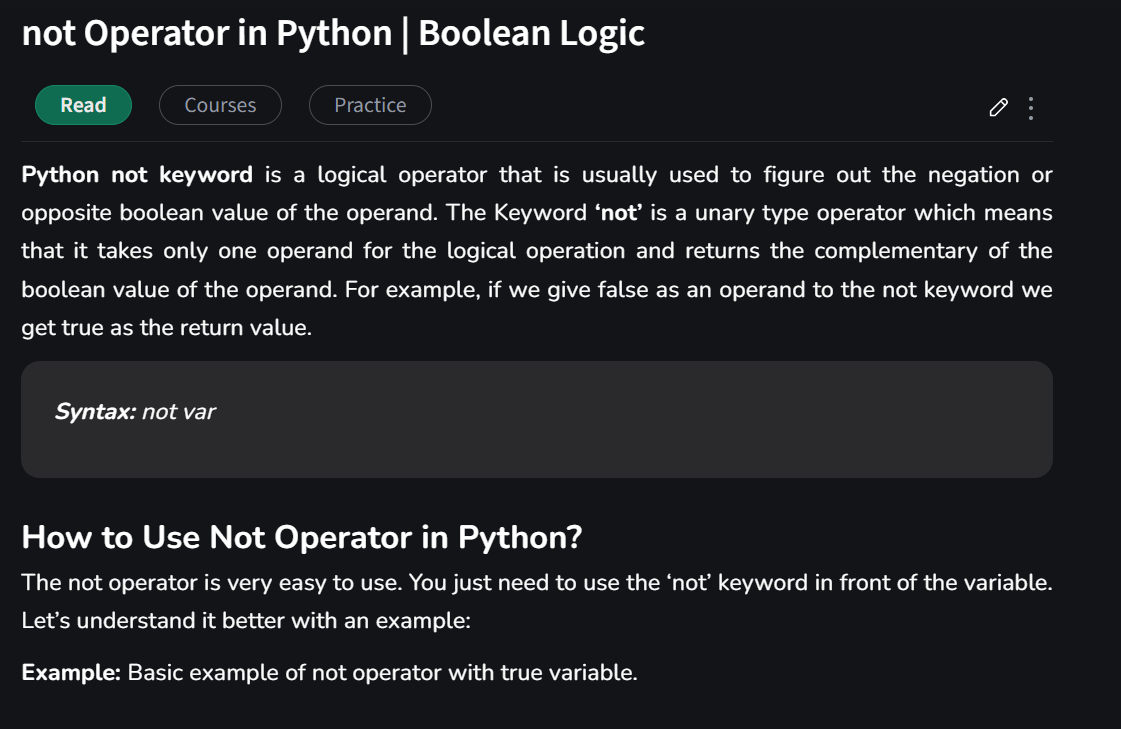 not Operator in Python | Boolean Logic
Read
Courses
Practice
Python not keyword is a logical operator that is usually used to figure out the negation or
opposite boolean value of the operand. The Keyword ‘not’ is a unary type operator which means
that it takes only one operand for the logical operation and returns the complementary of the
boolean value of the operand. For example, if we give false as an operand to the not keyword we
get true as the return value.
Syntax: not var
How to Use Not Operator in Python?
The not operator is very easy to use. You just need to use the ‘not’ keyword in front of the variable.
Let’s understand it better with an example:
Example: Basic example of not operator with true variable.